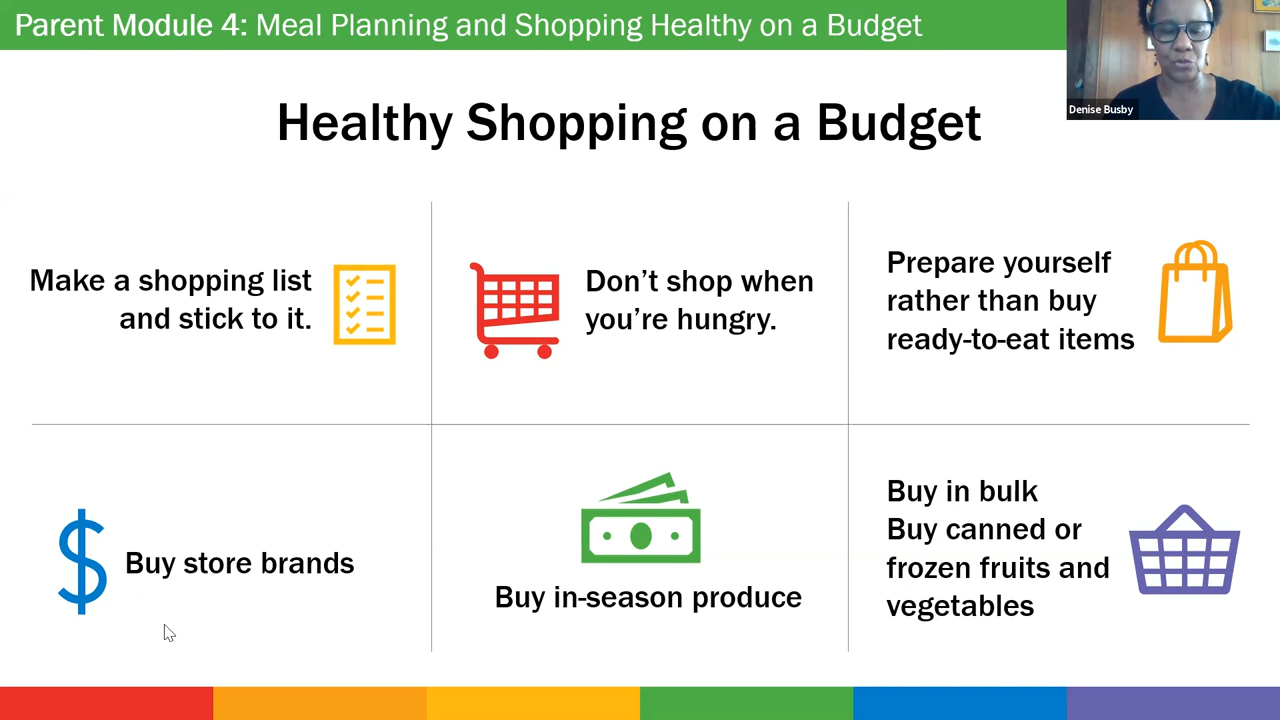 Parent Module 4: Meal Planning and Shopping Healthy on a Budget
Denise Busby
Healthy Shopping on a Budget
Make a shopping list
and stick to it.
Don’t shop when
you’re hungry.
Prepare yourself
rather than buy
ready-to-eat items
Buy store brands
Buy in-season produce
Buy in bulk
Buy canned or
frozen fruits and
vegetables